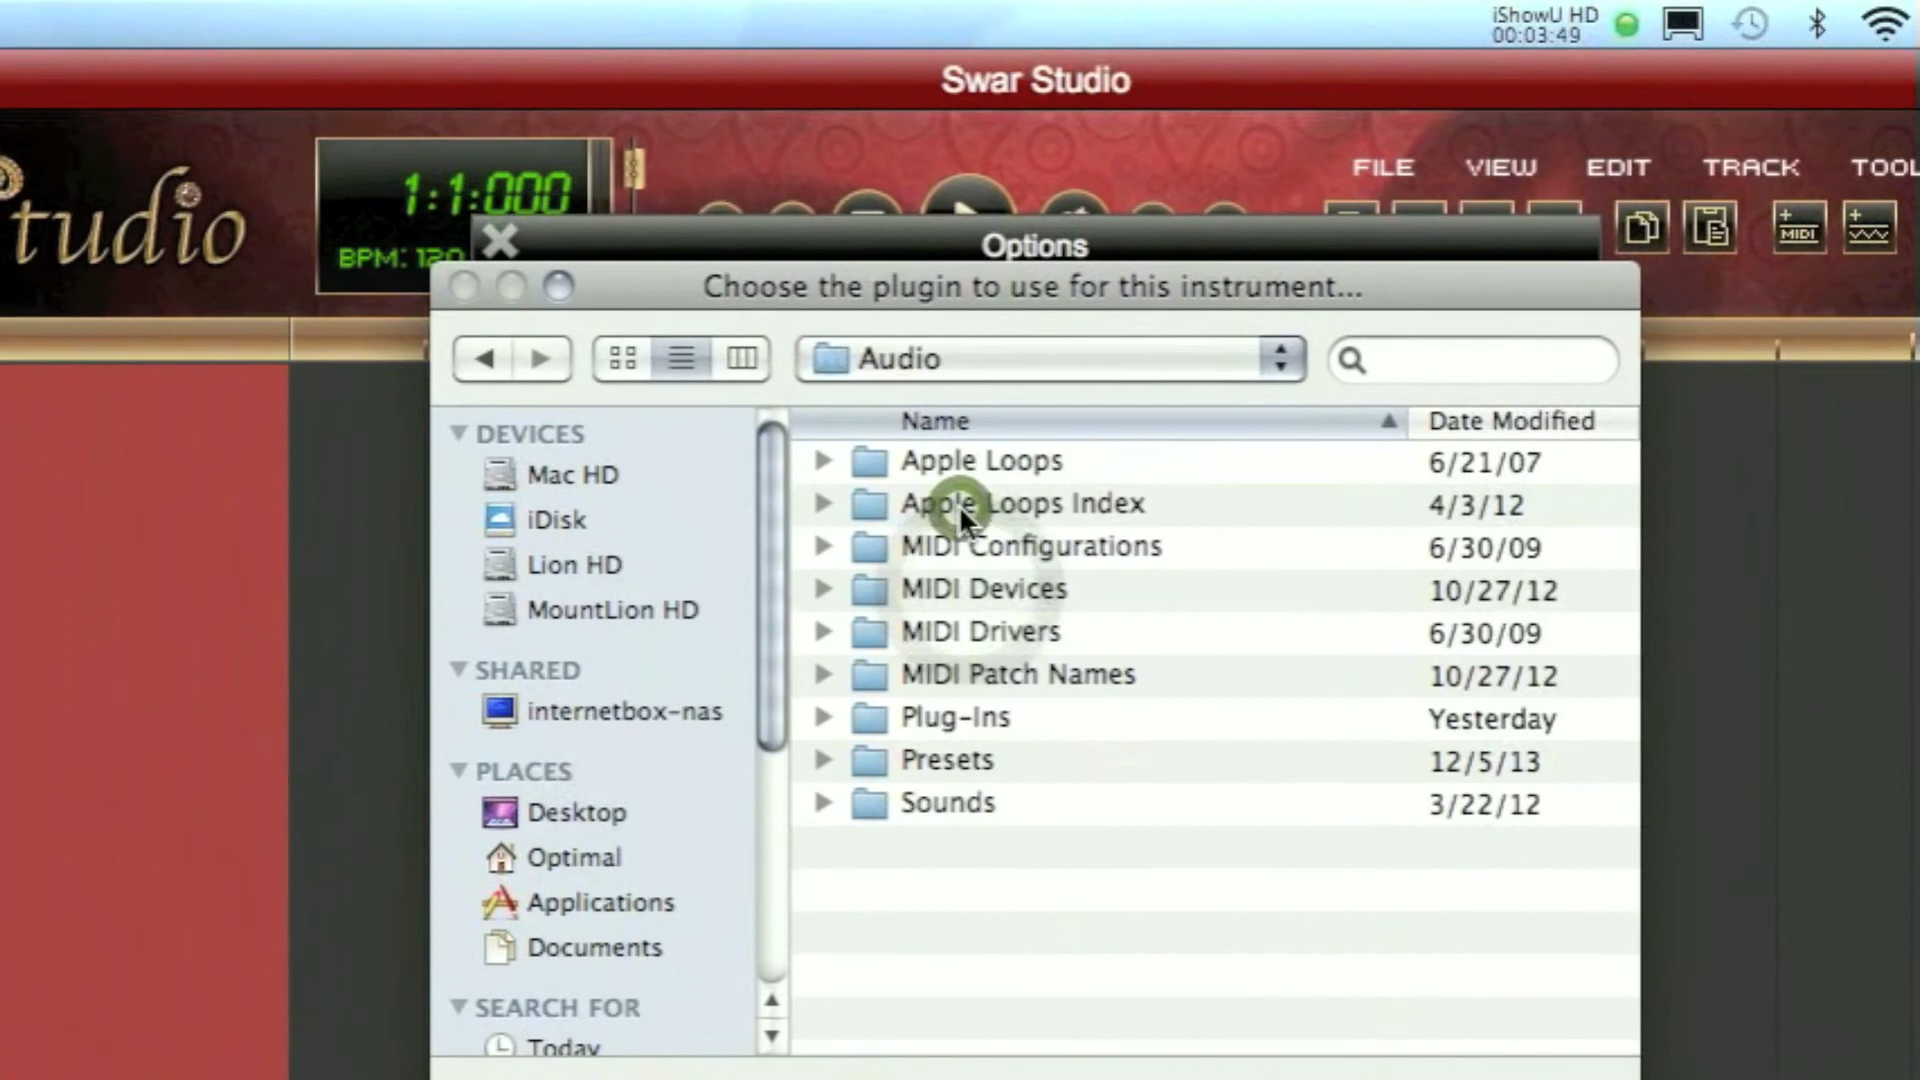 iShowU HD
00:03:49
Swar Studio
tudio
1:1:000
BPM: 120
FILE VIEW EDIT TRACK TOOL
MIDI
Options
Choose the plugin to use for this instrument...
Audio
Name Date Modified
DEVICES
Mac HD
iDisk
Lion HD
MountLion HD
SHARED
internetbox-nas
PLACES
Desktop
Optimal
Applications
Documents
SEARCH FOR
Today
Apple Loops 6/21/07
Apple Loops Index 4/3/12
MIDI Configurations 6/30/09
MIDI Devices 10/27/12
MIDI Drivers 6/30/09
MIDI Patch Names 10/27/12
Plug-Ins Yesterday
Presets 12/5/13
Sounds 3/22/12